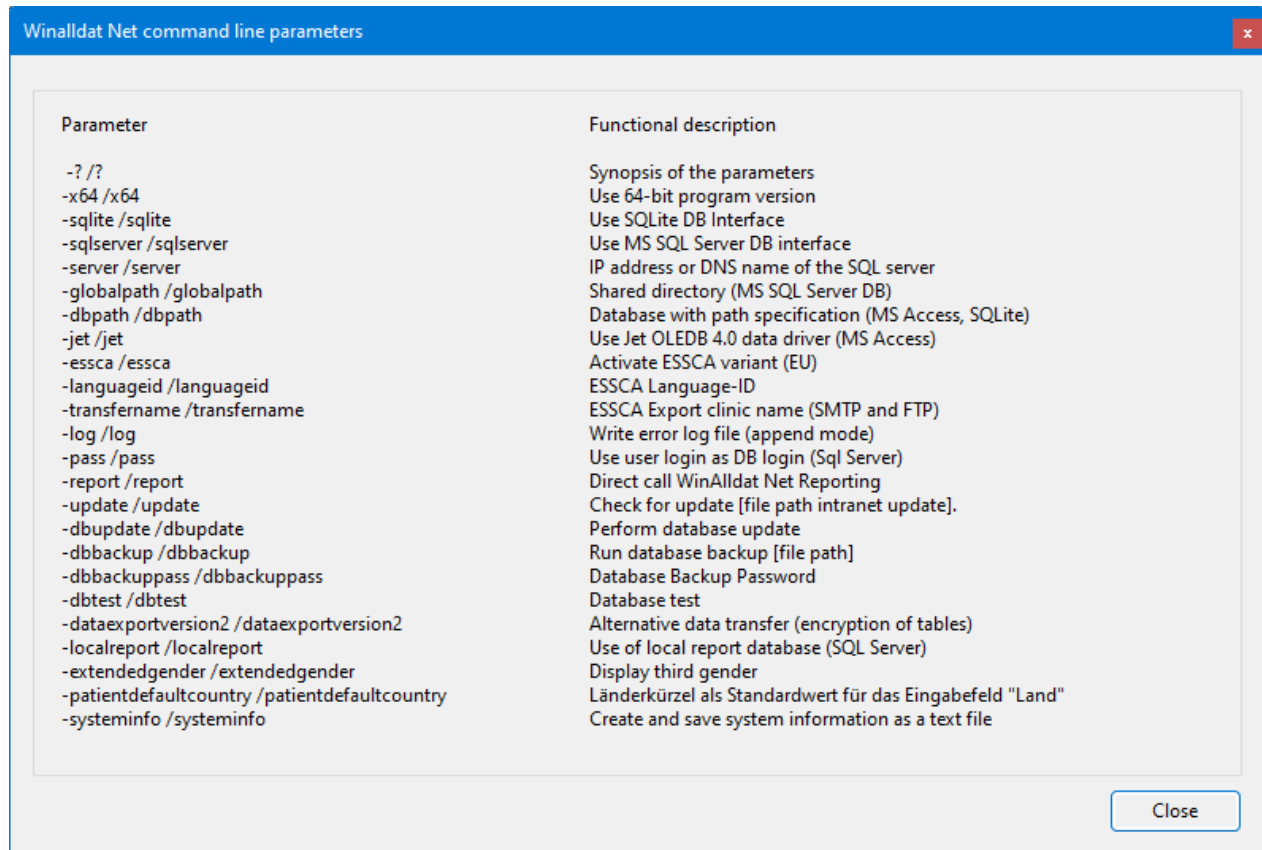 Winalldat Net command line parameters
x
Parameter Functional description
-? /? Synopsis of the parameters
-x64 /x64 Use 64-bit program version
-sqlite /sqlite Use SQLite DB Interface
-sqlserver /sqlserver Use MS SQL Server DB interface
-server /server IP address or DNS name of the SQL server
-globalpath /globalpath Shared directory (MS SQL Server DB)
-dbpath /dbpath Database with path specification (MS Access, SQLite)
-jet /jet Use Jet OLEDB 4.0 data driver (MS Access)
-essca /essca Activate ESSCA variant (EU)
-languageid /languageid ESSCA Language-ID
-transfername /transfername ESSCA Export clinic name (SMTP and FTP)
-log /log Write error log file (append mode)
-pass /pass Use user login as DB login (Sql Server)
-report /report Direct call WinAlldat Net Reporting
-update /update Check for update [file path intranet update].
-dbupdate /dbupdate Perform database update
-dbbackup /dbbackup Run database backup [file path]
-dbbackuppass /dbbackuppass Database Backup Password
-dbtest /dbtest Database test
-dataexportversion2 /dataexportversion2 Alternative data transfer (encryption of tables)
-localreport /localreport Use of local report database (SQL Server)
-extendedgender /extendedgender Display third gender
-patientdefaultcountry /patientdefaultcountry Länderkürzel als Standardwert für das Eingabefeld "Land"
-systeminfo /systeminfo Create and save system information as a text file
Close